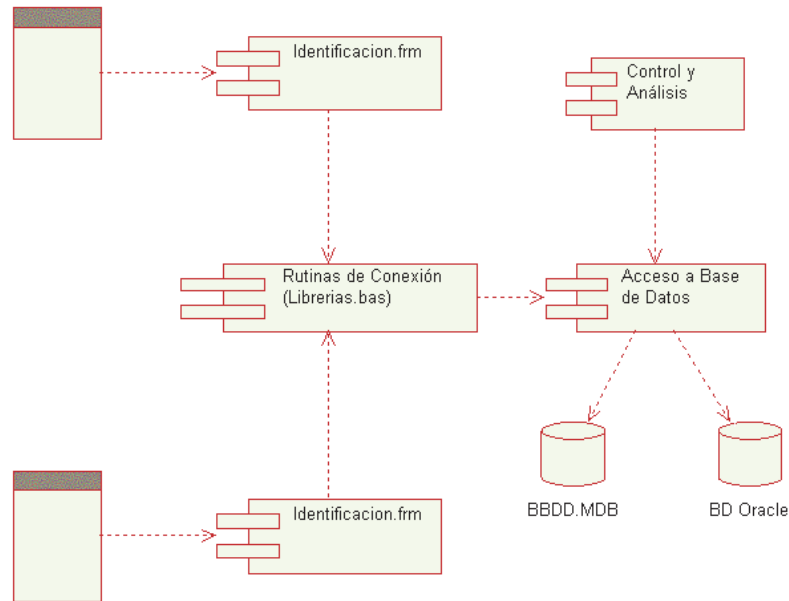 Identificacion.frm
Control y
Análisis
Rutinas de Conexión
(Librerias.bas)
Acceso a Base
de Datos
BBDD.MDB
BD Oracle
Identificacion.frm